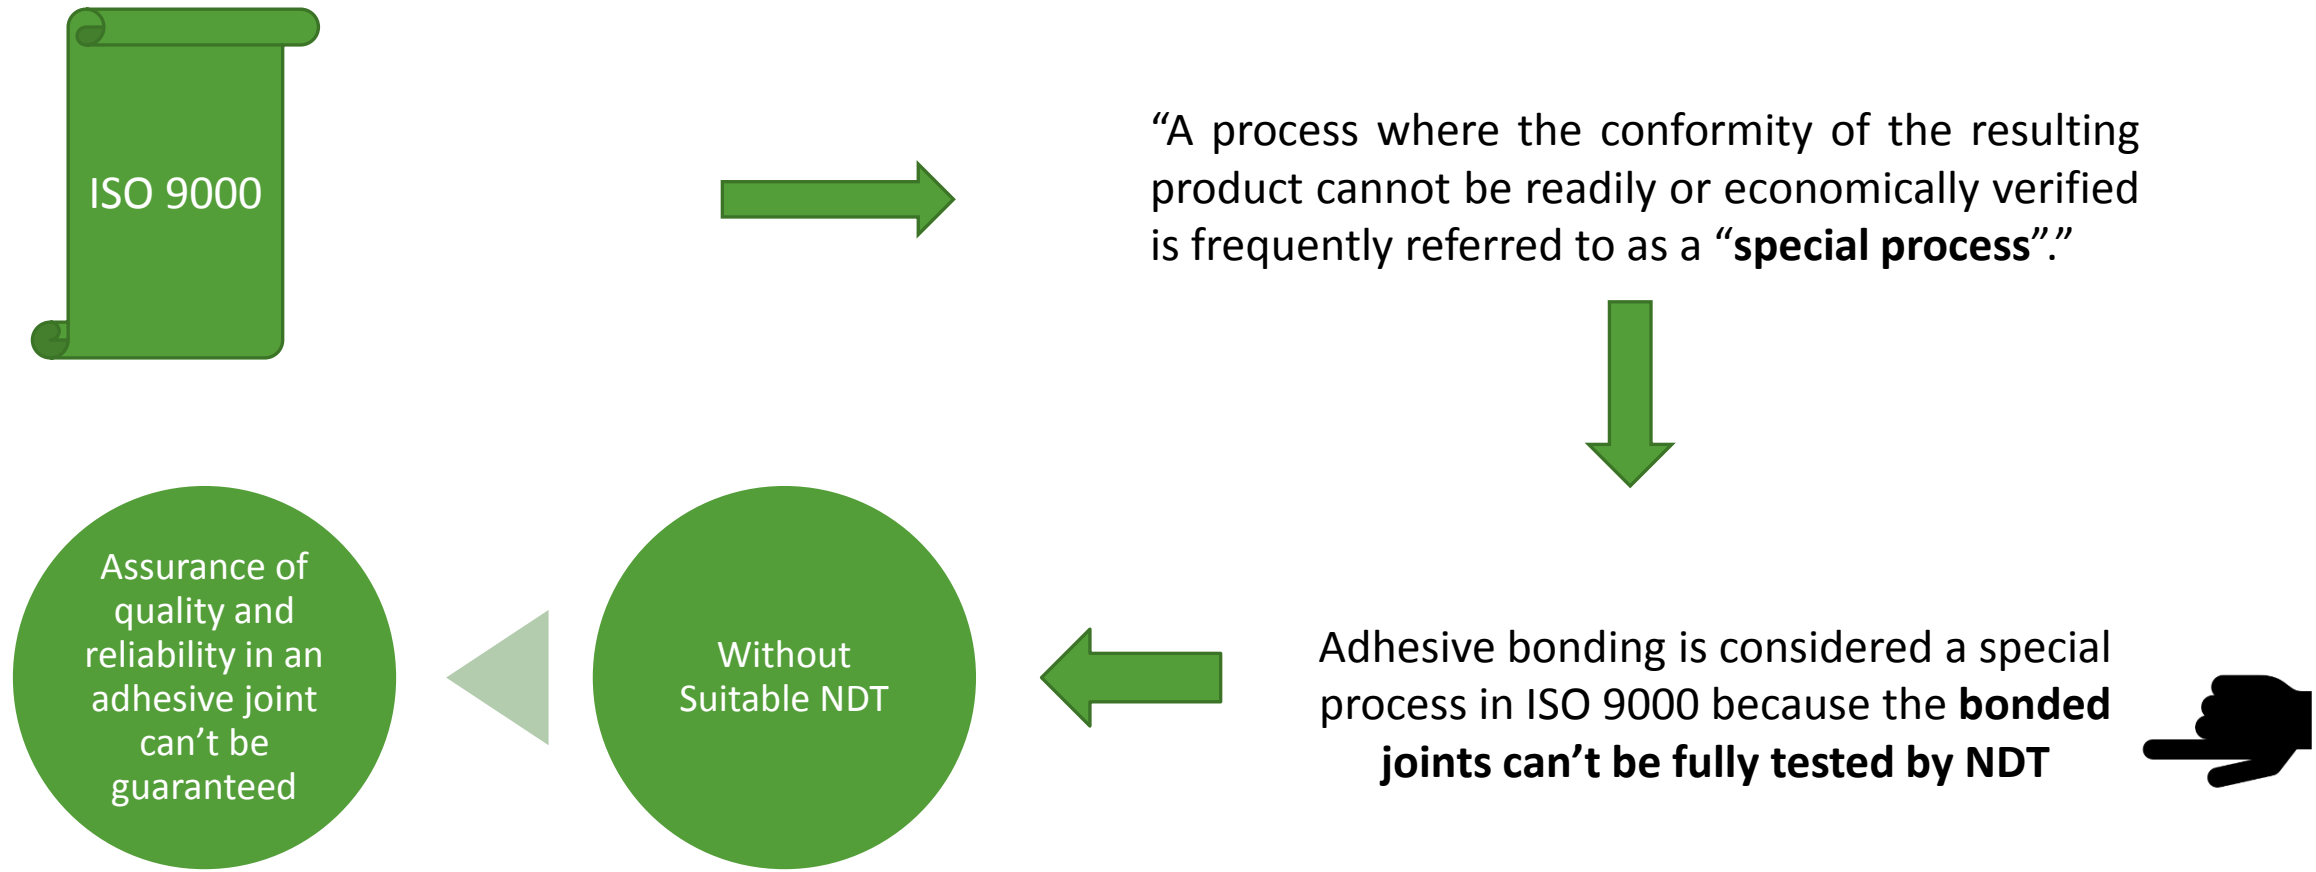 ISO 9000
“A process where the conformity of the resulting
product cannot be readily or economically verified
is frequently referred to as a “special process”.”
Adhesive bonding is considered a special
process in ISO 9000 because the bonded
joints can’t be fully tested by NDT
Without
Suitable NDT
Assurance of
quality and
reliability in an
adhesive joint
can’t be
guaranteed